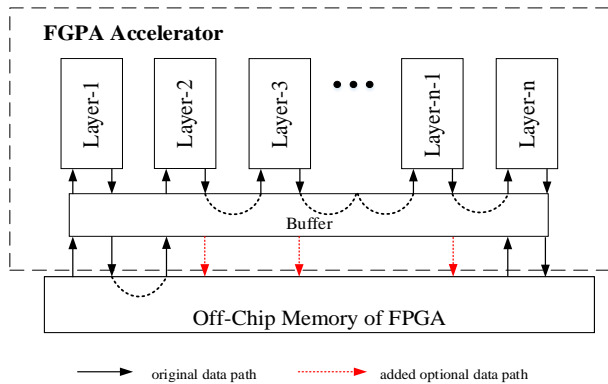 FGPA Accelerator
Layer-1
Layer-2
Layer-3
Layer-n-1
Layer-n
Buffer
Off-Chip Memory of FPGA
original data path
added optional data path